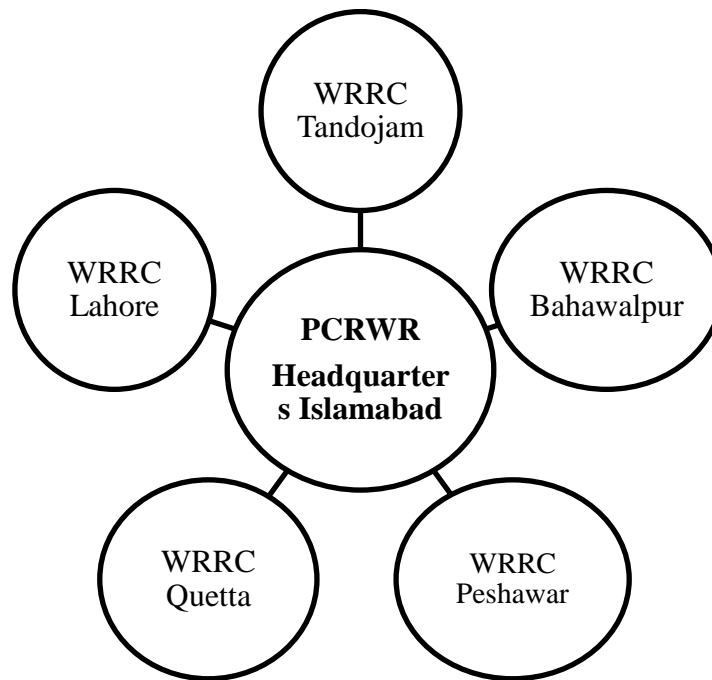 WRRC
Tandojam
WRRC
Lahore
WRRC
Bahawalpur
PCRWR
Headquarter
s Islamabad
WRRC
Quetta
WRRC
Peshawar